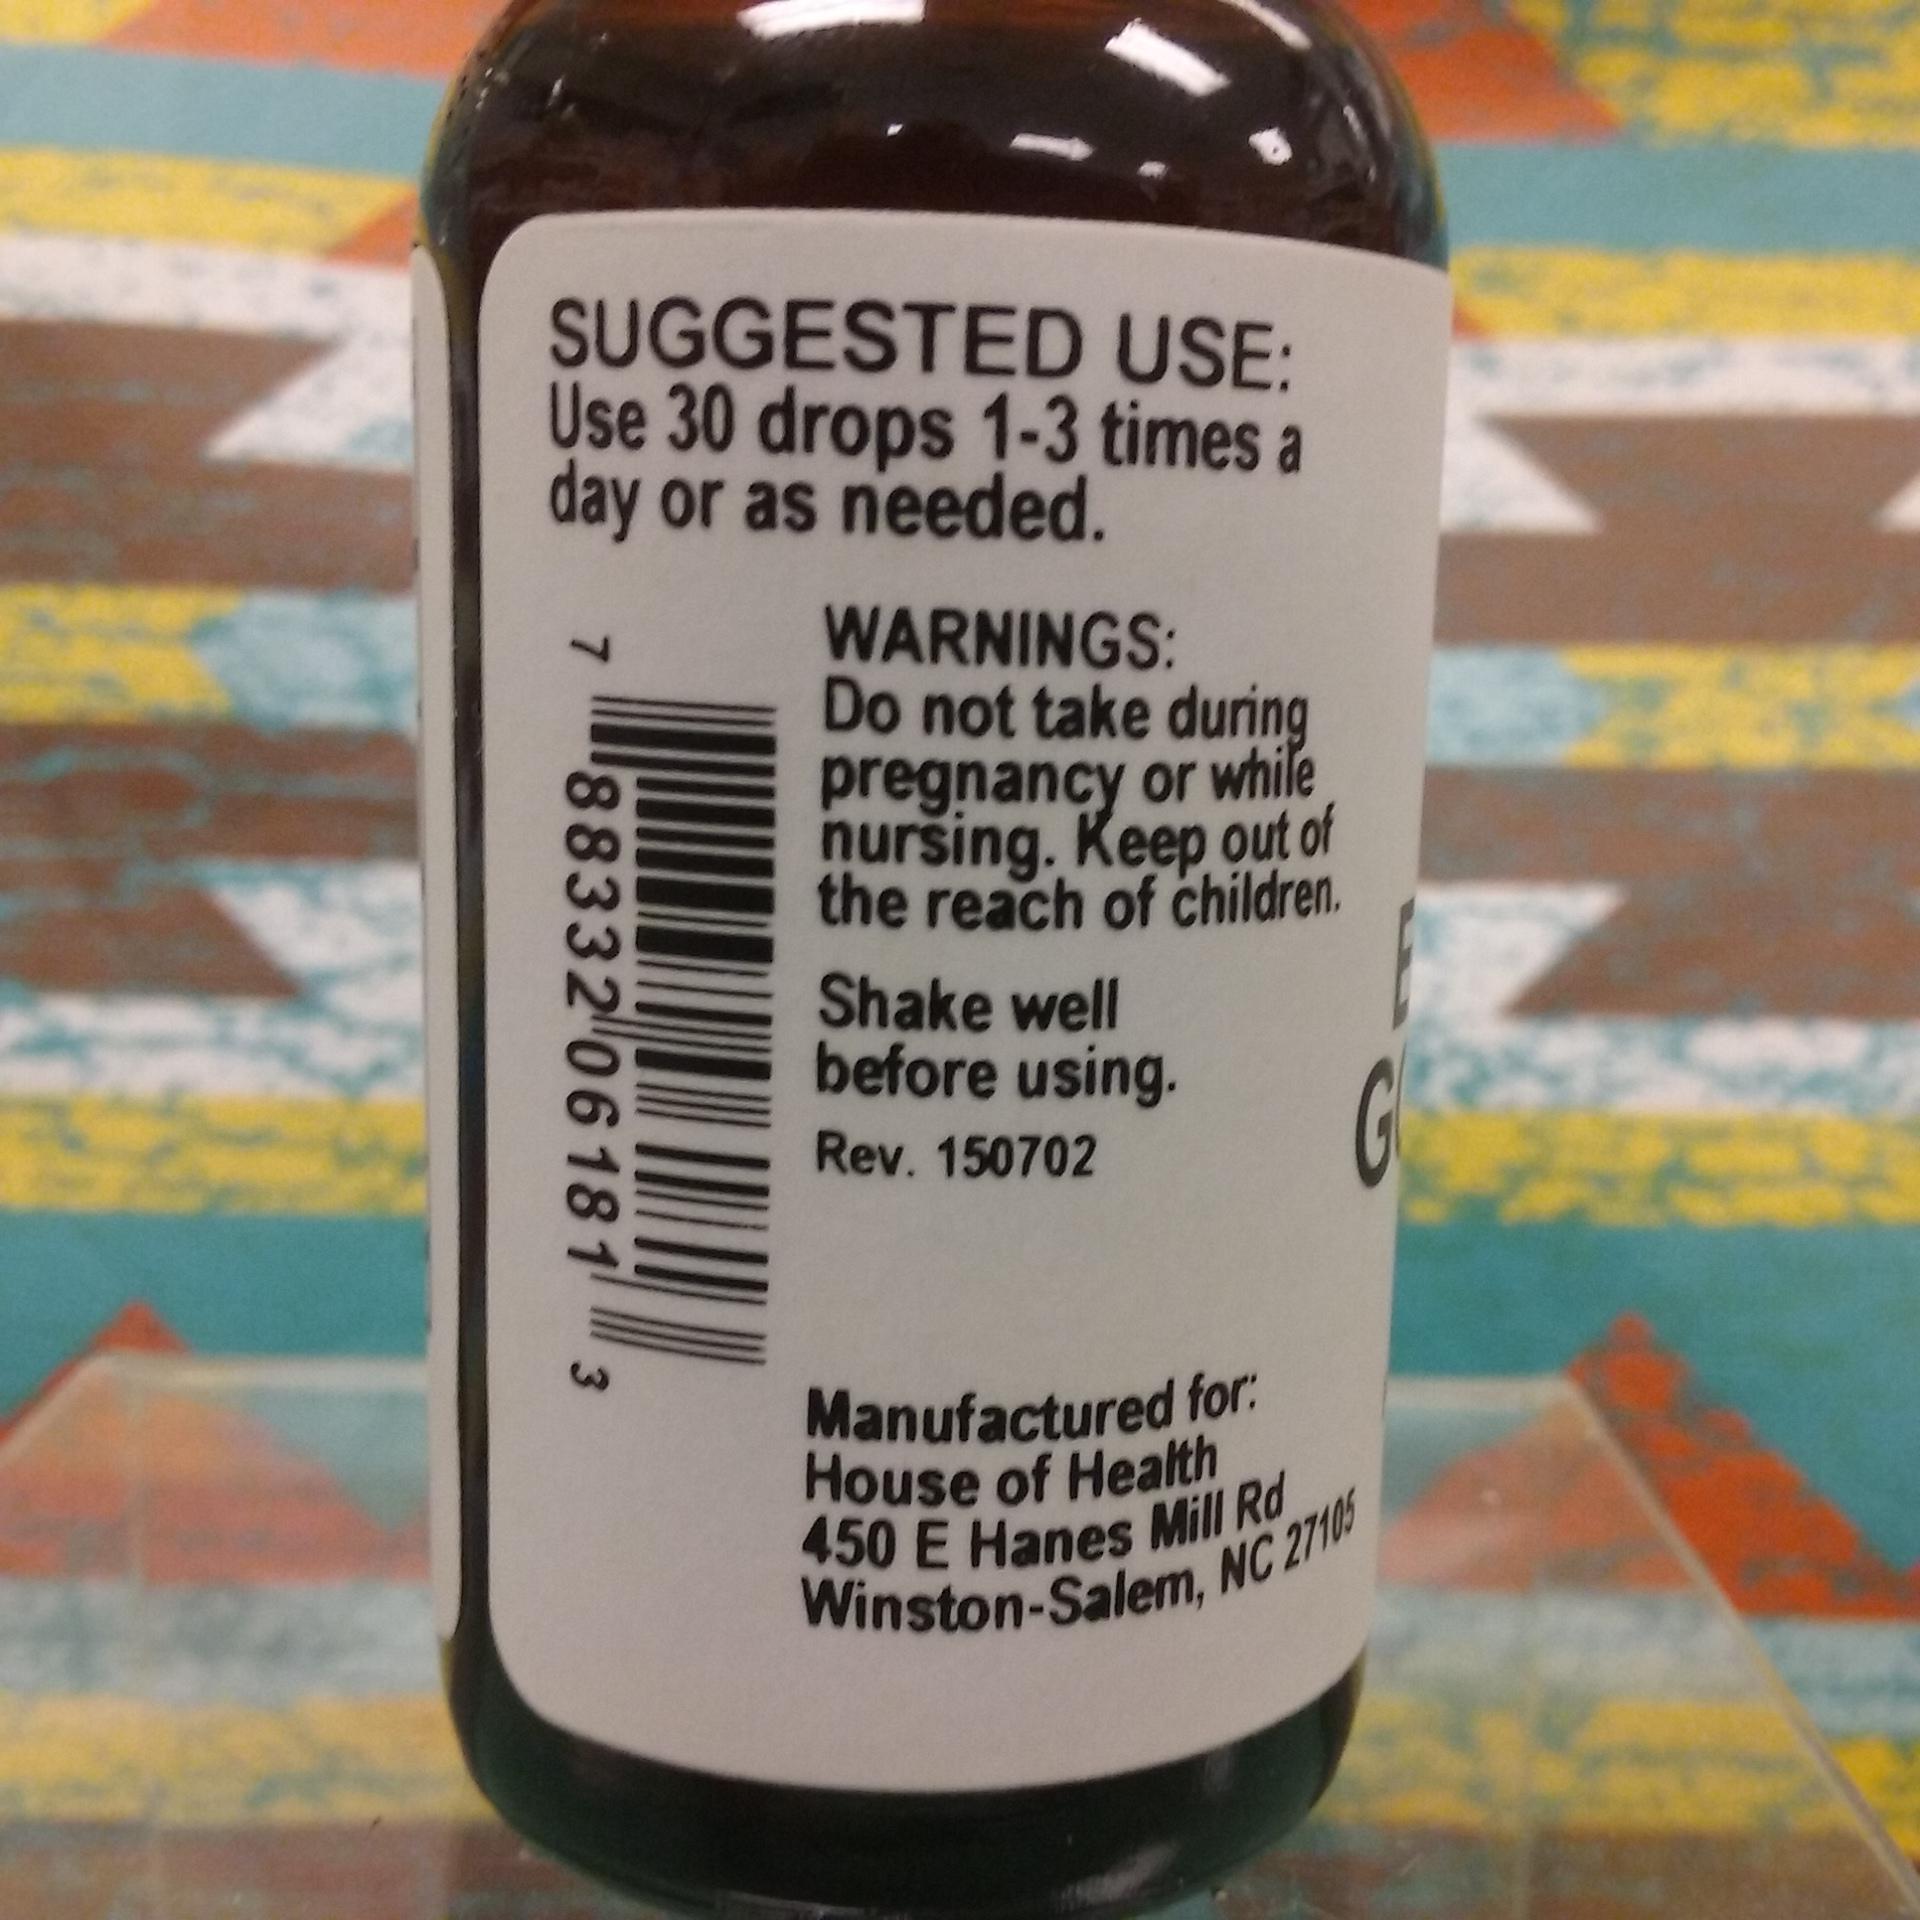 SUGGESTED USE:
Use 30 drops 1-3 times a
day or as needed.
WARNINGS:
Do not take during
pregnancy or while
nursing. Keep out of
the reach of children.
Shake well
before using.
Rev. 150702
7 88332 06181 3
Manufactured for:
House of Health
450 E Hanes Mill Rd
Winston-Salem, NC 27105